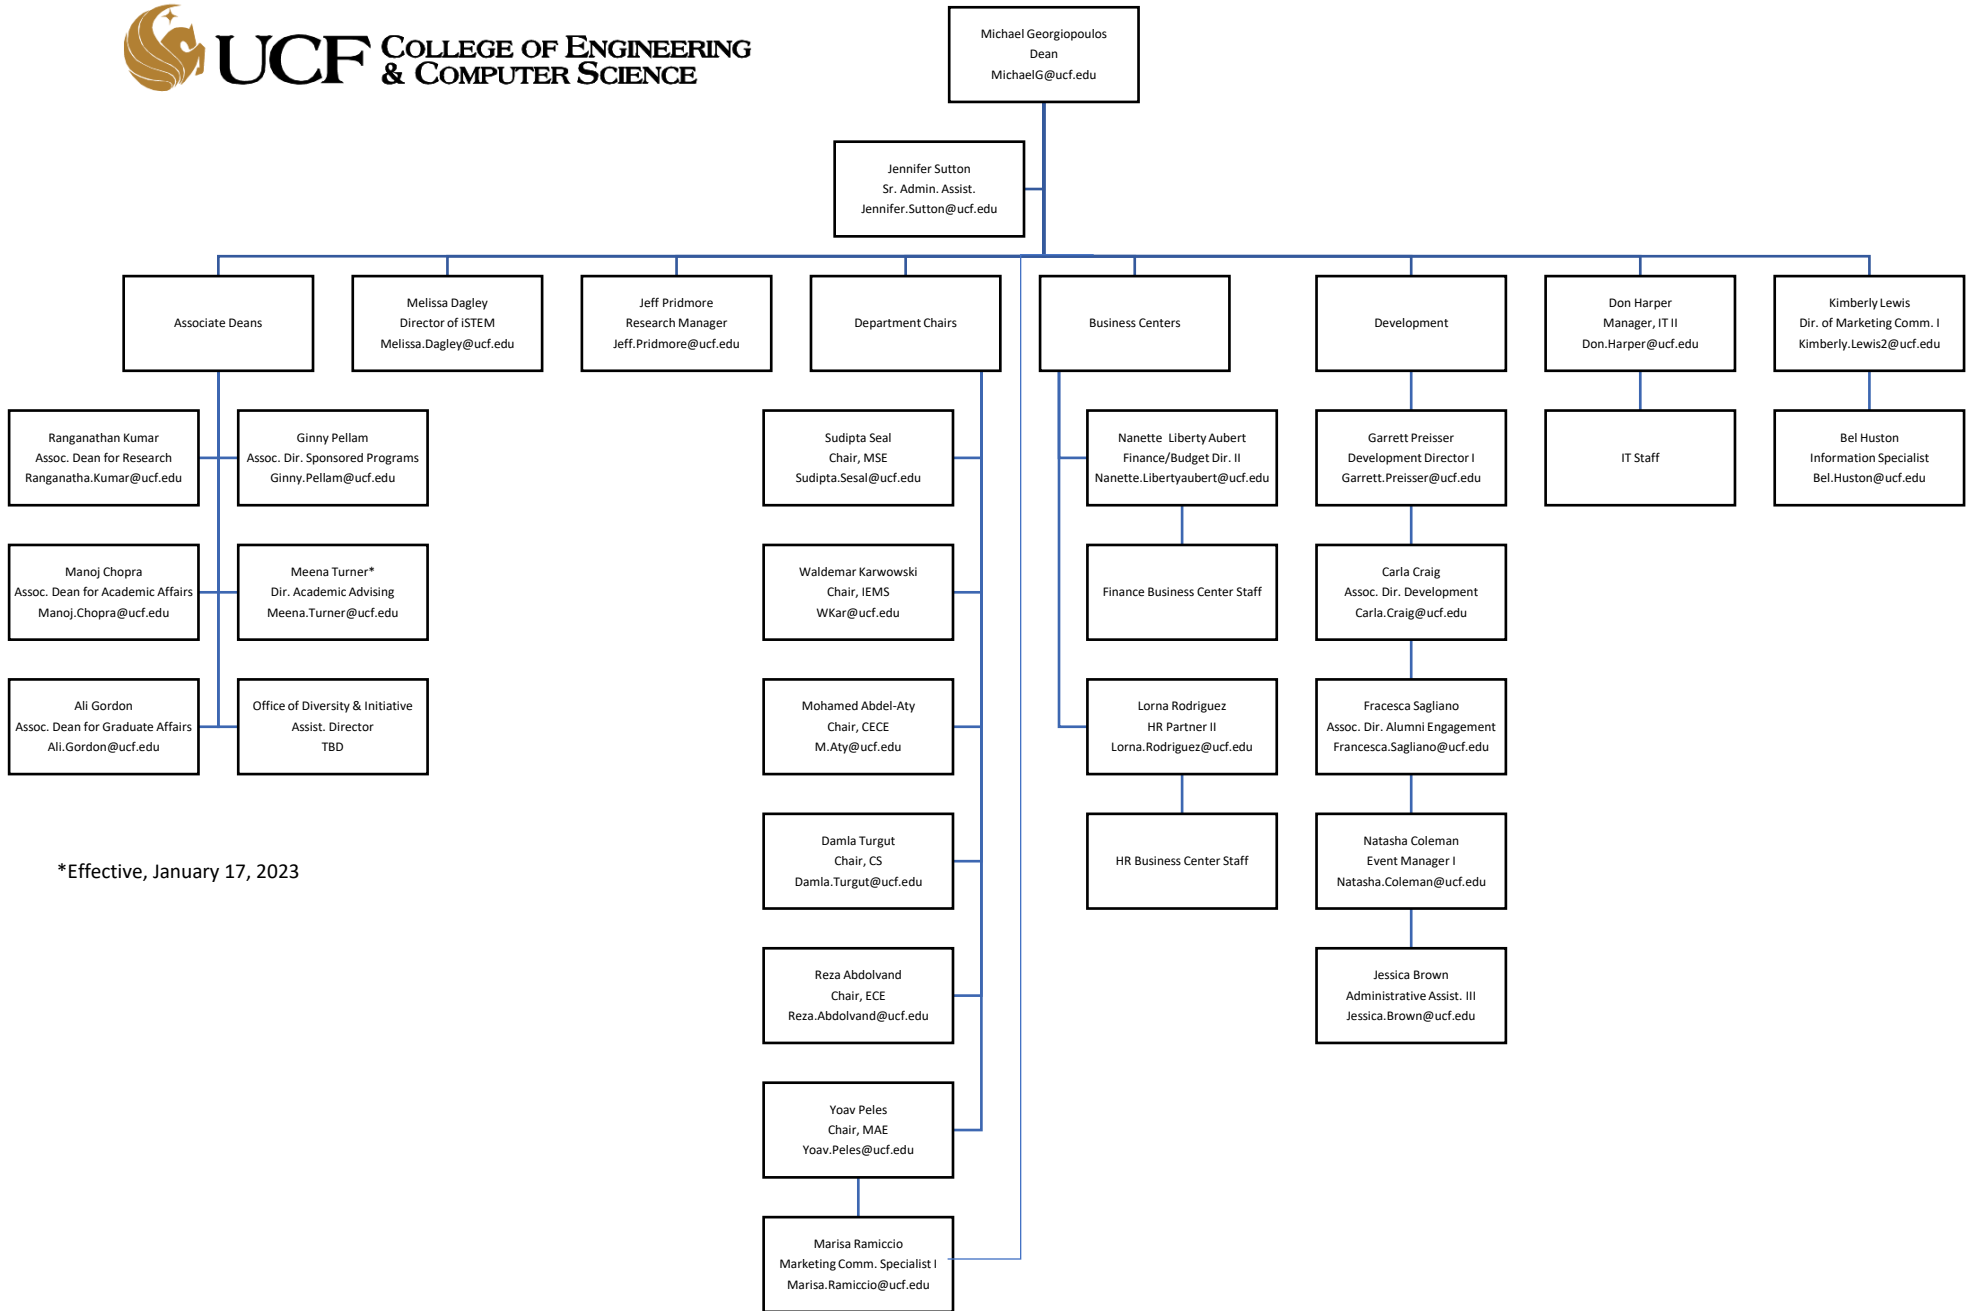 UCF COLLEGE OF ENGINEERING
& COMPUTER SCIENCE
Michael Georgiopoulos
Dean
MichaelG@ucf.edu
Jennifer Sutton
Sr. Admin. Assist.
Jennifer.Sutton@ucf.edu
Associate Deans
Melissa Dagley
Director of iSTEM
Melissa.Dagley@ucf.edu
Jeff Pridmore
Research Manager
Jeff.Pridmore@ucf.edu
Department Chairs
Business Centers
Development
Don Harper
Manager, IT II
Don.Harper@ucf.edu
Kimberly Lewis
Dir. of Marketing Comm. I
Kimberly.Lewis2@ucf.edu
Ranganathan Kumar
Assoc. Dean for Research
Ranganatha.Kumar@ucf.edu
Ginny Pellam
Assoc. Dir. Sponsored Programs
Ginny.Pellam@ucf.edu
Sudipta Seal
Chair, MSE
Sudipta.Sesal@ucf.edu
Nanette Liberty Aubert
Finance/Budget Dir. II
Nanette.Libertyaubert@ucf.edu
Garrett Preisser
Development Director I
Garrett.Preisser@ucf.edu
IT Staff
Bel Huston
Information Specialist
Bel.Huston@ucf.edu
Manoj Chopra
Assoc. Dean for Academic Affairs
Manoj.Chopra@ucf.edu
Meena Turner*
Dir. Academic Advising
Meena.Turner@ucf.edu
Waldemar Karwowski
Chair, IEMS
WKar@ucf.edu
Finance Business Center Staff
Carla Craig
Assoc. Dir. Development
Carla.Craig@ucf.edu
Ali Gordon
Assoc. Dean for Graduate Affairs
Ali.Gordon@ucf.edu
Office of Diversity & Initiative
Assist. Director
TBD
Mohamed Abdel-Aty
Chair, CECE
M.Aty@ucf.edu
Lorna Rodriguez
HR Partner II
Lorna.Rodriguez@ucf.edu
Fracesca Sagliano
Assoc. Dir. Alumni Engagement
Francesca.Sagliano@ucf.edu
*Effective, January 17, 2023
Damla Turgut
Chair, CS
Damla.Turgut@ucf.edu
HR Business Center Staff
Natasha Coleman
Event Manager I
Natasha.Coleman@ucf.edu
Reza Abdolvand
Chair, ECE
Reza.Abdolvand@ucf.edu
Jessica Brown
Administrative Assist. III
Jessica.Brown@ucf.edu
Yoav Peles
Chair, MAE
Yoav.Peles@ucf.edu
Marisa Ramiccio
Marketing Comm. Specialist I
Marisa.Ramiccio@ucf.edu